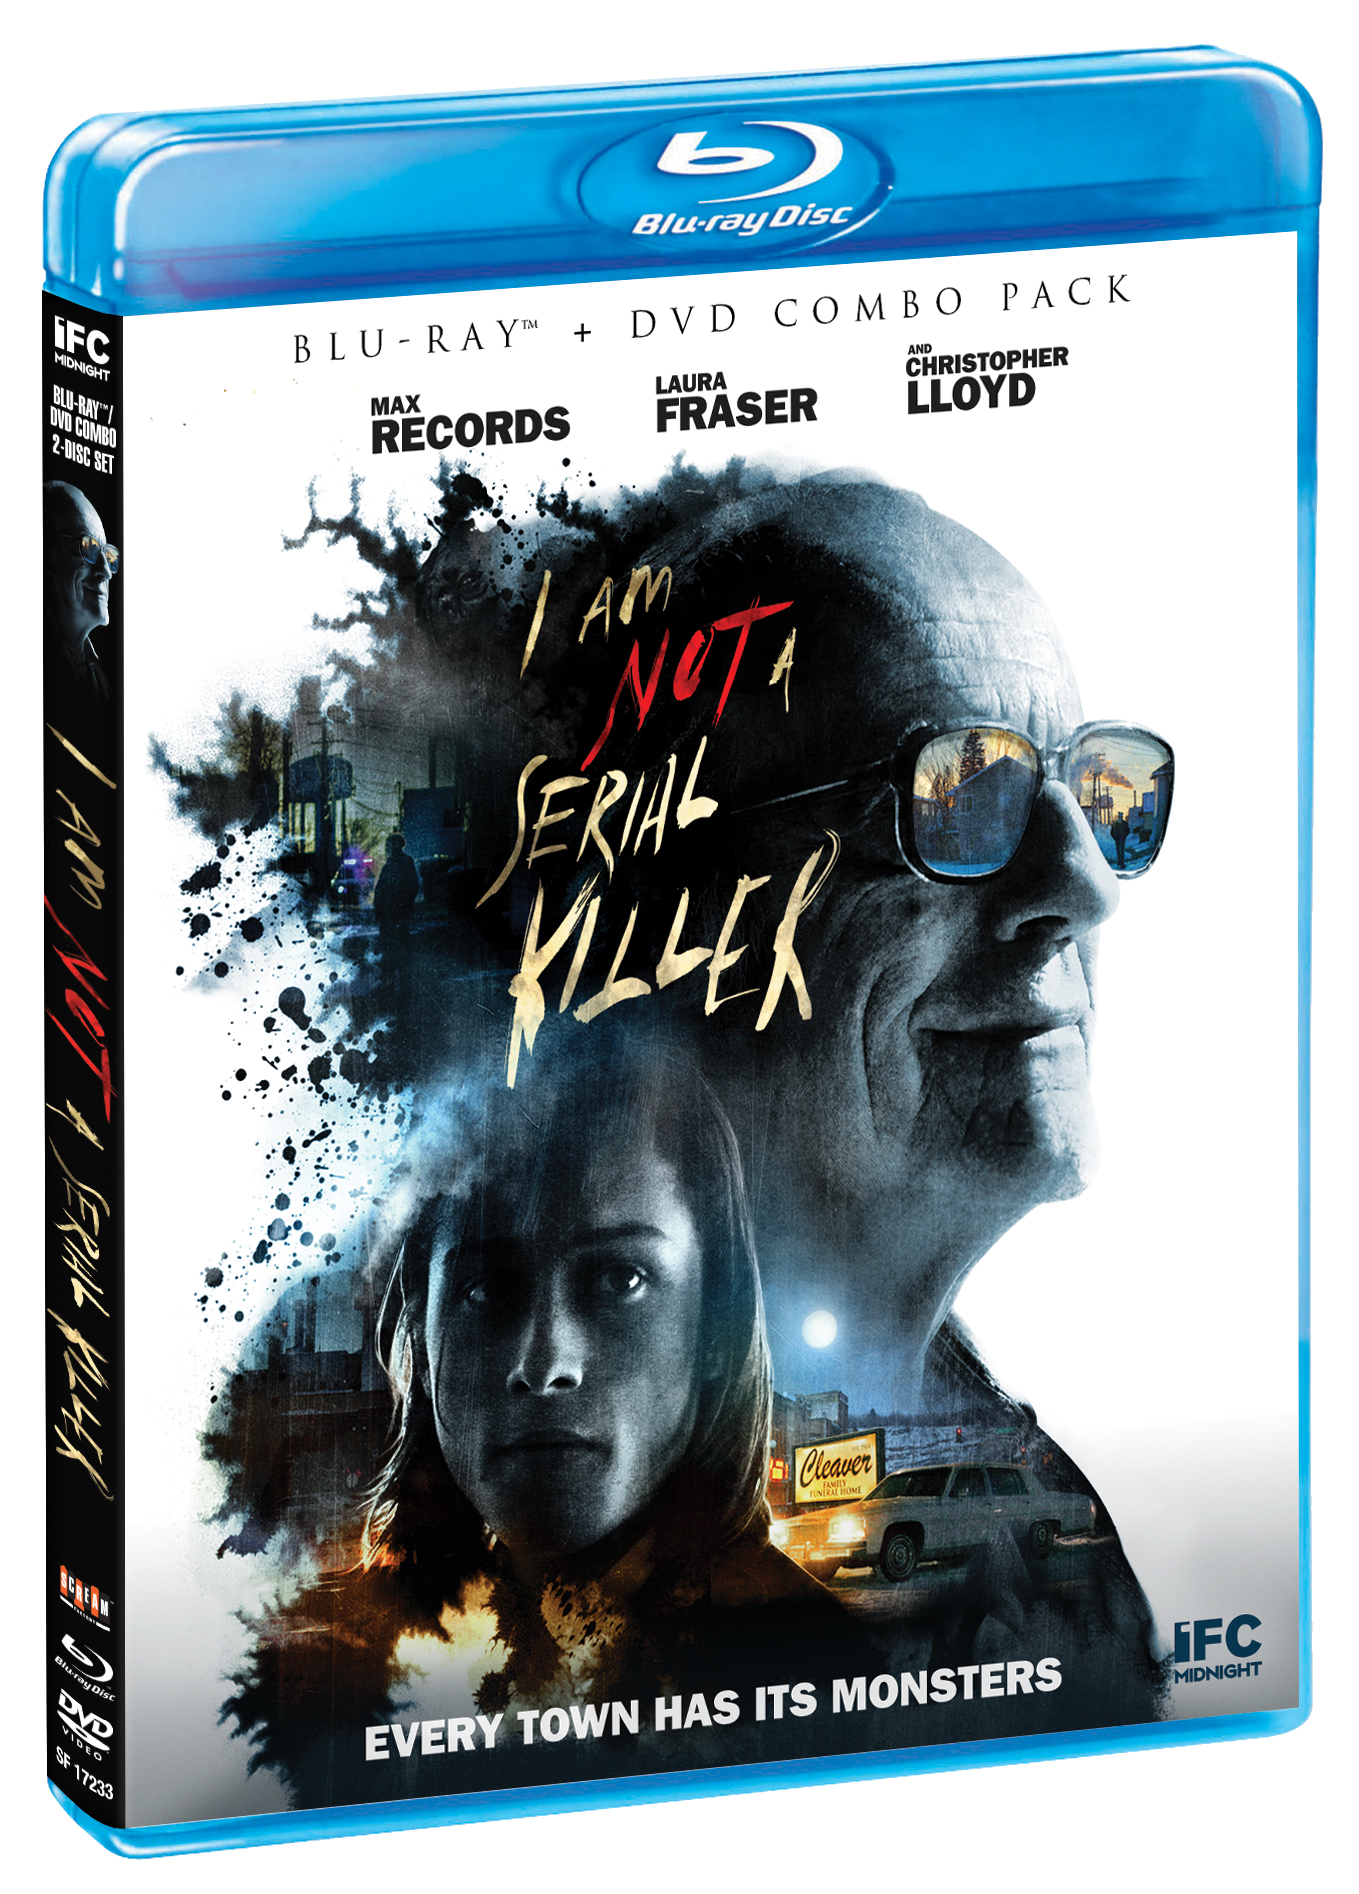 Blu-ray Disc
BLU-RAY™ + DVD COMBO PACK
MAX
RECORDS
LAURA
FRASER
AND
CHRISTOPHER
LLOYD
I AM
NOT A
SERIAL
KILLER
Cleaver
FAMILY
FUNERAL HOME
EVERY TOWN HAS ITS MONSTERS
IFC
MIDNIGHT
IFC
MIDNIGHT
BLU-RAY™/
DVD COMBO
2-DISC SET
I AM NOT A SERIAL KILLER
SCREAM
FACTORY
Blu-ray Disc
DVD
VIDEO
SF 17233